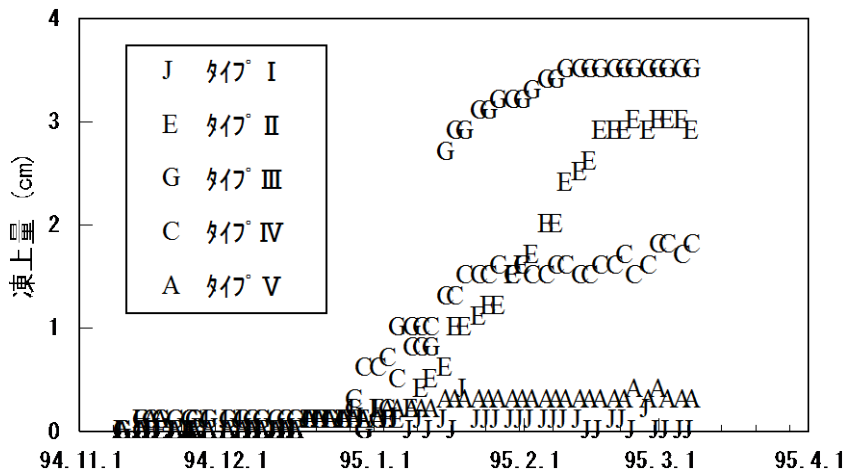 4
3
2
1
0
凍上量 (cm)
J ﾀｲﾌﾟ Ⅰ
E ﾀｲﾌﾟ Ⅱ
G ﾀｲﾌﾟ Ⅲ
C ﾀｲﾌﾟ Ⅳ
A ﾀｲﾌﾟ Ⅴ
94.11.1 94.12.1 95.1.1 95.2.1 95.3.1 95.4.1